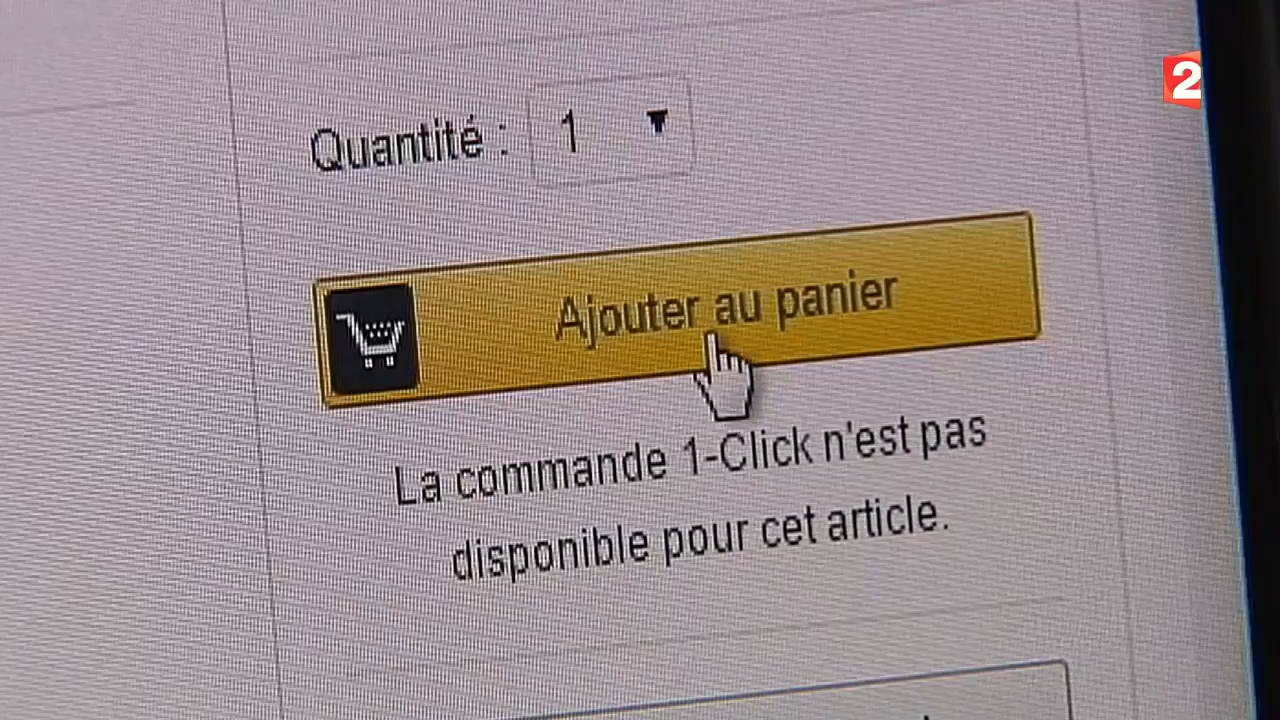 2
Quantité : 1
Ajouter au panier
La commande 1-Click n'est pas
disponible pour cet article.